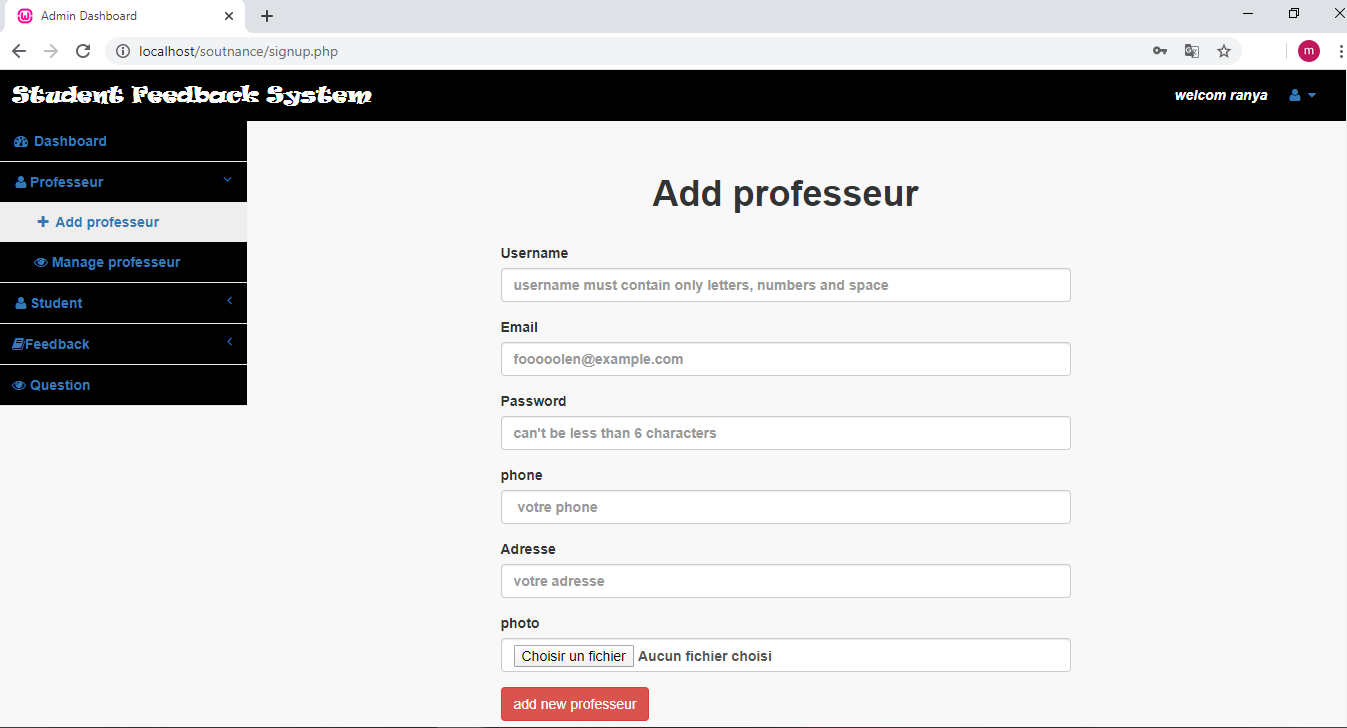 Admin Dashboard
localhost/soutnance/signup.php
m
Student Feedback System
welcom ranya
Dashboard
Professeur
Add professeur
Manage professeur
Student
Feedback
Question
Add professeur
Username
username must contain only letters, numbers and space
Email
fooooolen@example.com
Password
can't be less than 6 characters
phone
votre phone
Adresse
votre adresse
photo
Choisir un fichier Aucun fichier choisi
add new professeur